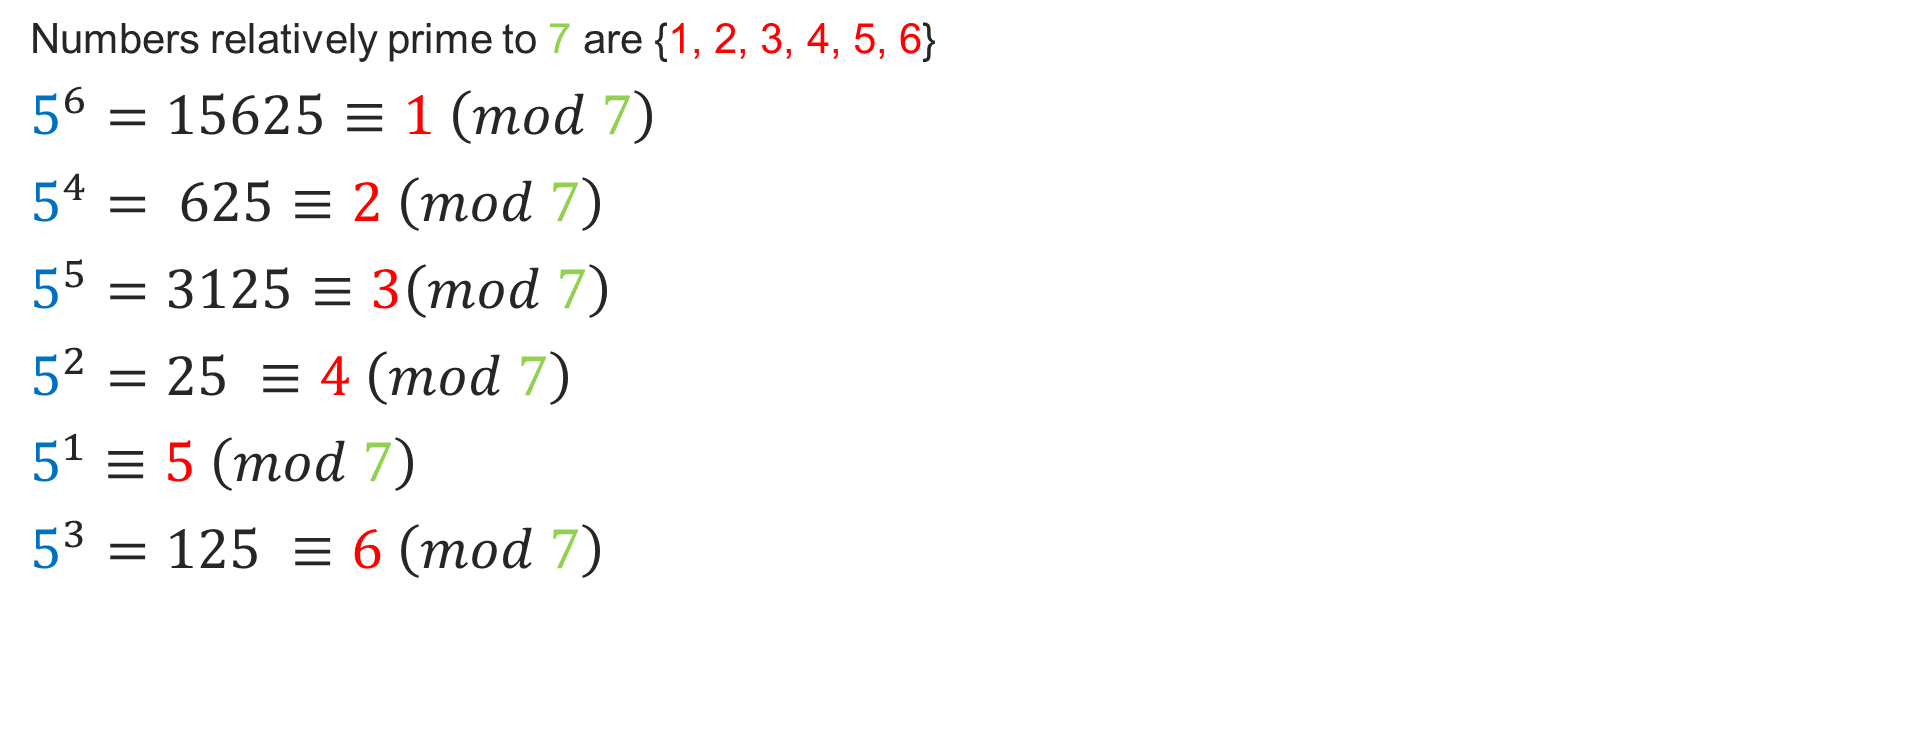 Numbers relatively prime to 7 are {1, 2, 3, 4, 5, 6}
5⁶ = 15625 ≡ 1 (mod 7)
5⁴ = 625 ≡ 2 (mod 7)
5⁵ = 3125 ≡ 3(mod 7)
5² = 25 ≡ 4 (mod 7)
5¹ ≡ 5 (mod 7)
5³ = 125 ≡ 6 (mod 7)